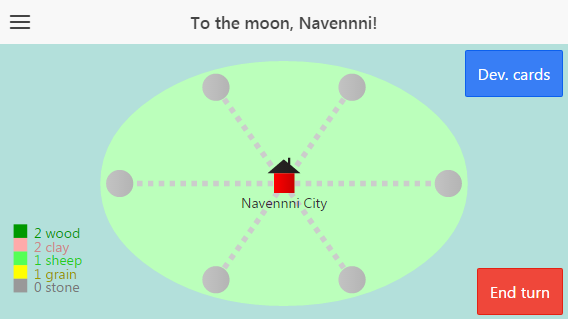 To the moon, Navennni!
Dev. cards
Navennni City
2 wood
2 clay
1 sheep
1 grain
0 stone
End turn